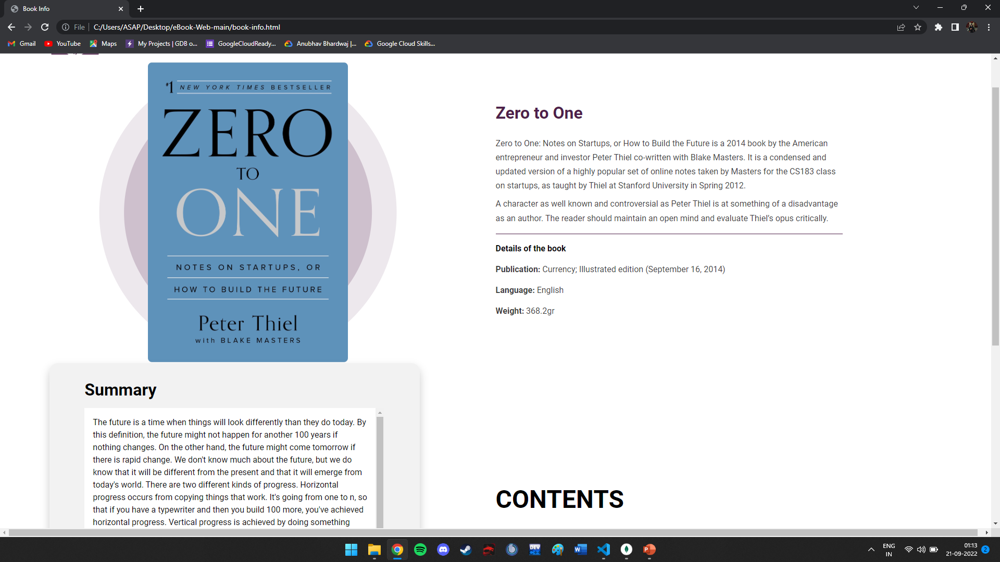 Book Info
File
C:/Users/ASAP/Desktop/eBook-Web-main/book-info.html
Gmail
YouTube
Maps
My Projects | GDB o...
GoogleCloudReady...
Anubhav Bhardwaj |...
Google Cloud Skills...
#1 NEW YORK TIMES BESTSELLER
ZERO
TO
ONE
NOTES ON STARTUPS, OR
HOW TO BUILD THE FUTURE
Peter Thiel
with BLAKE MASTERS
Zero to One
Zero to One: Notes on Startups, or How to Build the Future is a 2014 book by the American
entrepreneur and investor Peter Thiel co-written with Blake Masters. It is a condensed and
updated version of a highly popular set of online notes taken by Masters for the CS183 class
on startups, as taught by Thiel at Stanford University in Spring 2012.
A character as well known and controversial as Peter Thiel is at something of a disadvantage
as an author. The reader should maintain an open mind and evaluate Thiel’s opus critically.
Details of the book
Publication: Currency; Illustrated edition (September 16, 2014)
Language: English
Weight: 368.2gr
Summary
The future is a time when things will look differently than they do today. By
this definition, the future might not happen for another 100 years if
nothing changes. On the other hand, the future might come tomorrow if
there is rapid change. We don't know much about the future, but we do
know that it will be different from the present and that it will emerge from
today's world. There are two different kinds of progress. Horizontal
progress occurs from copying things that work. It's going from one to n, so
that if you have a typewriter and then you build 100 more, you've achieved
horizontal progress. Vertical progress is achieved by doing something
CONTENTS
DEV
W
P
ENG
IN
01:13
21-09-2022
2